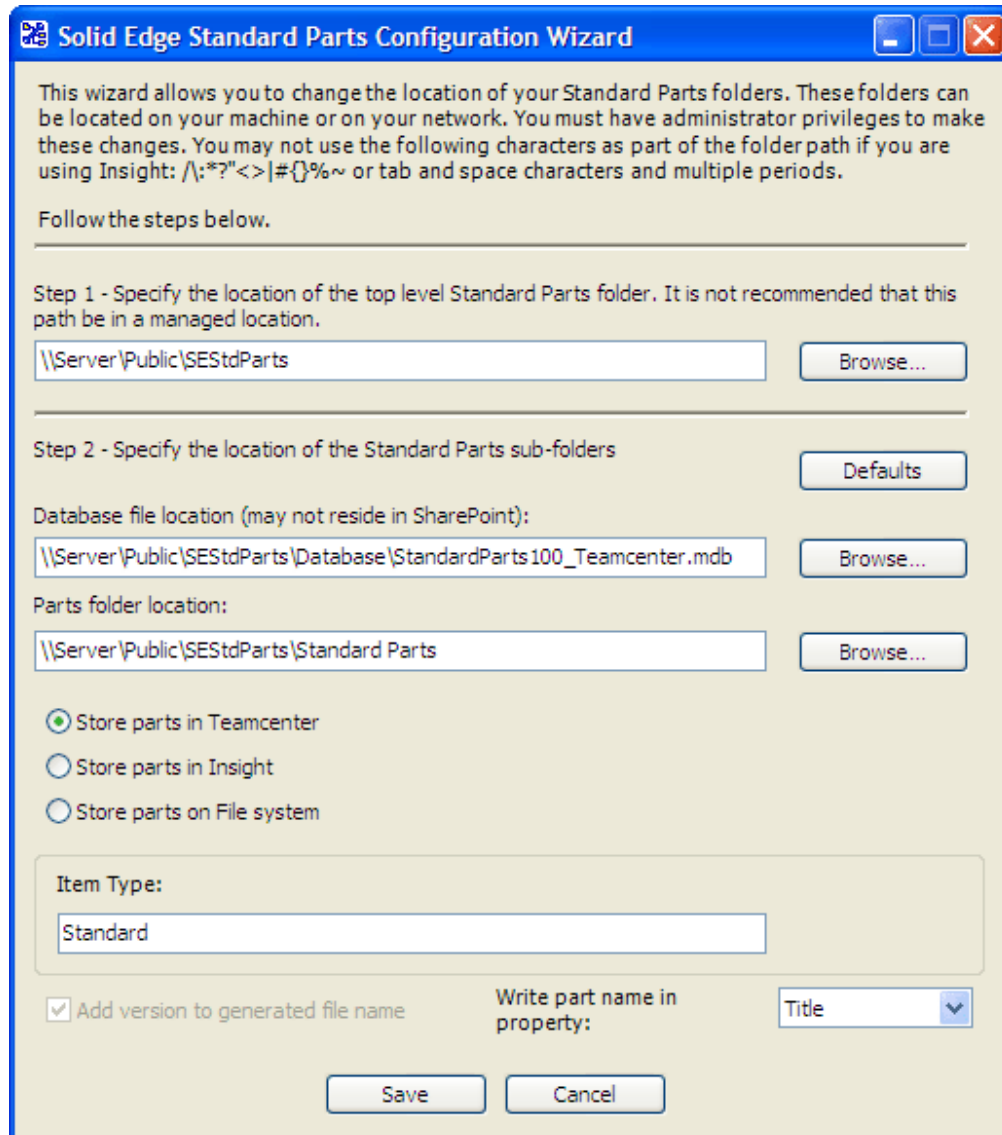 Solid Edge Standard Parts Configuration Wizard
This wizard allows you to change the location of your Standard Parts folders. These folders can
be located on your machine or on your network. You must have administrator privileges to make
these changes. You may not use the following characters as part of the folder path if you are
using Insight: /\:*?"<>|#{}%~ or tab and space characters and multiple periods.
Follow the steps below.
Step 1 - Specify the location of the top level Standard Parts folder. It is not recommended that this
path be in a managed location.
\\Server\Public\SEStdParts
Browse...
Step 2 - Specify the location of the Standard Parts sub-folders
Defaults
Database file location (may not reside in SharePoint):
\\Server\Public\SEStdParts\Database\StandardParts100_Teamcenter.mdb
Browse...
Parts folder location:
\\Server\Public\SEStdParts\Standard Parts
Browse...
Store parts in Teamcenter
Store parts in Insight
Store parts on File system
Item Type:
Standard
Add version to generated file name
Write part name in
property:
Title
Save
Cancel